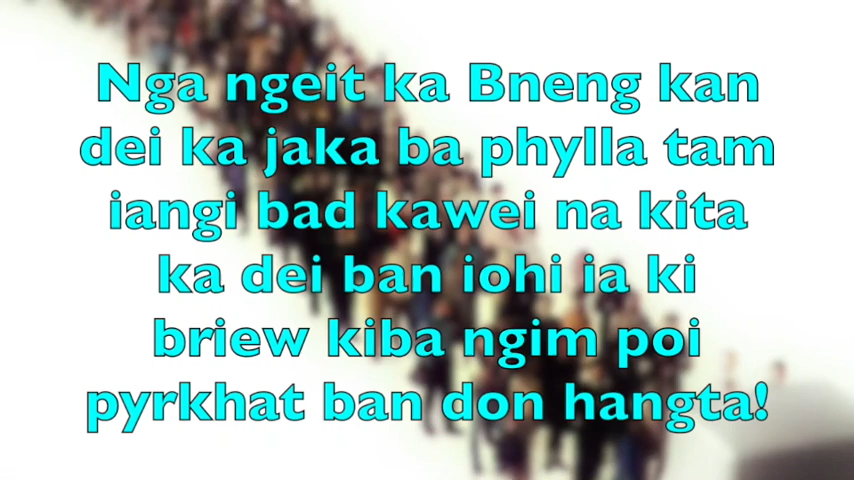 Nga ngeit ka Bneng kan
dei ka jaka ba phylla tam
iangi bad kawei na kita
ka dei ban iohi ia ki
briew kiba ngim poi
pyrkhat ban don hangta!